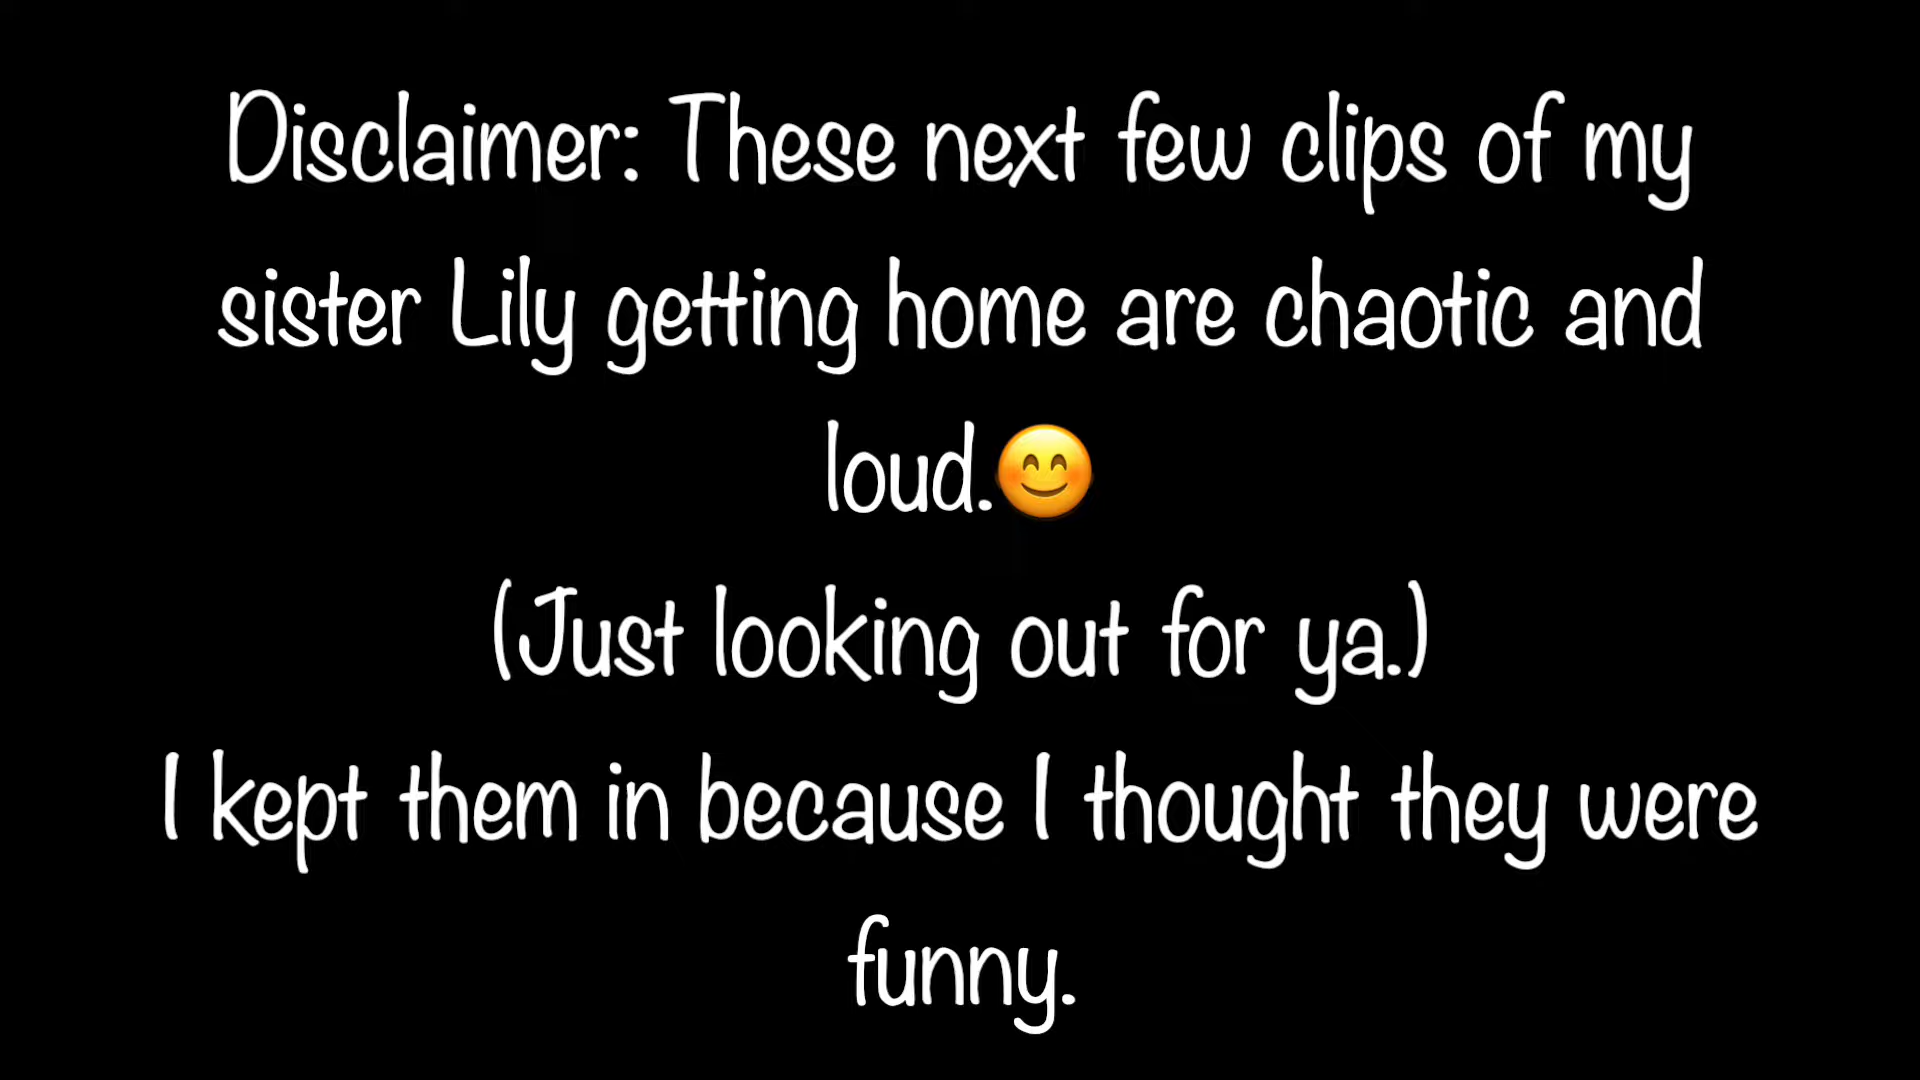 Disclaimer: These next few clips of my
sister Lily getting home are chaotic and
loud.😊
(Just looking out for ya.)
I kept them in because I thought they were
funny.